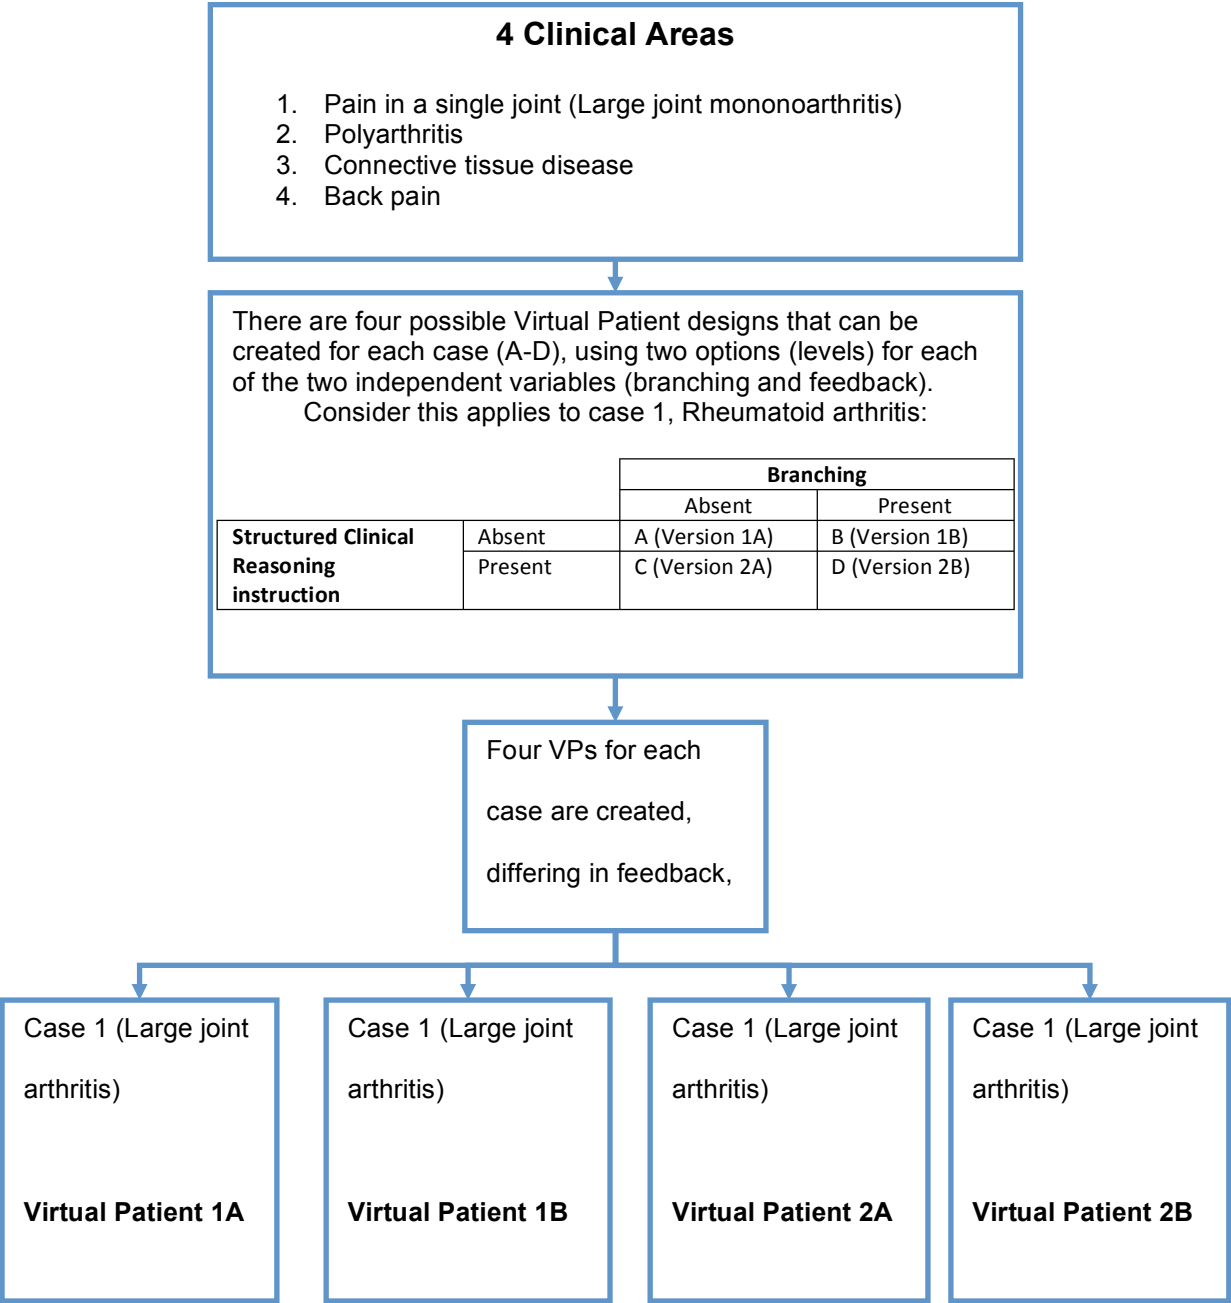 4 Clinical Areas
1. Pain in a single joint (Large joint mononoarthritis)
2. Polyarthritis
3. Connective tissue disease
4. Back pain
There are four possible Virtual Patient designs that can be
created for each case (A-D), using two options (levels) for each
of the two independent variables (branching and feedback).
Consider this applies to case 1, Rheumatoid arthritis:
Branching
Absent Present
Structured Clinical Absent A (Version 1A) B (Version 1B)
Reasoning Present C (Version 2A) D (Version 2B)
instruction
Four VPs for each
case are created,
differing in feedback,
Case 1 (Large joint
arthritis)
Virtual Patient 1A
Case 1 (Large joint
arthritis)
Virtual Patient 1B
Case 1 (Large joint
arthritis)
Virtual Patient 2A
Case 1 (Large joint
arthritis)
Virtual Patient 2B